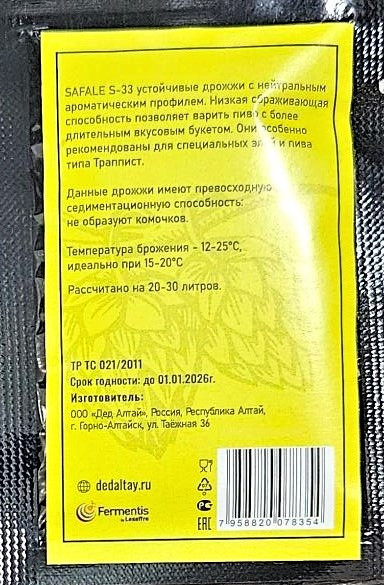 SAFALE S-33 устойчивые дрожжи с нейтральным
ароматическим профилем. Низкая сбраживающая
способность позволяет варить пиво с более
длительным вкусовым букетом. Они особенно
рекомендованы для специальных элей и пива
типа Траппист.
Данные дрожжи имеют превосходную
седиментационную способность:
не образуют комочков.
Температура брожения - 12-25°С,
идеально при 15-20°С
Рассчитано на 20-30 литров.
ТР ТС 021/2011
Срок годности: до 01.01.2026г.
Изготовитель:
ООО «Дед Алтай», Россия, Республика Алтай,
г. Горно-Алтайск, ул. Таёжная 36
dedaltay.ru
Fermentis
by Lesaffre
EAC
7 958820 078354